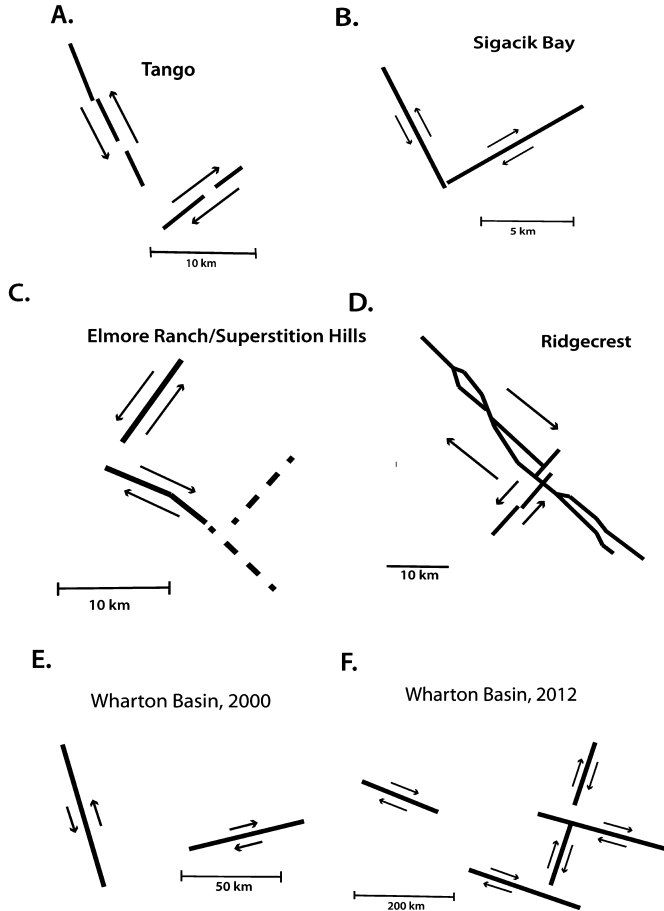 A.
Tango
10 km
B.
Sigacik Bay
5 km
C.
Elmore Ranch/Superstition Hills
10 km
D.
Ridgecrest
10 km
E.
Wharton Basin, 2000
50 km
F.
Wharton Basin, 2012
200 km